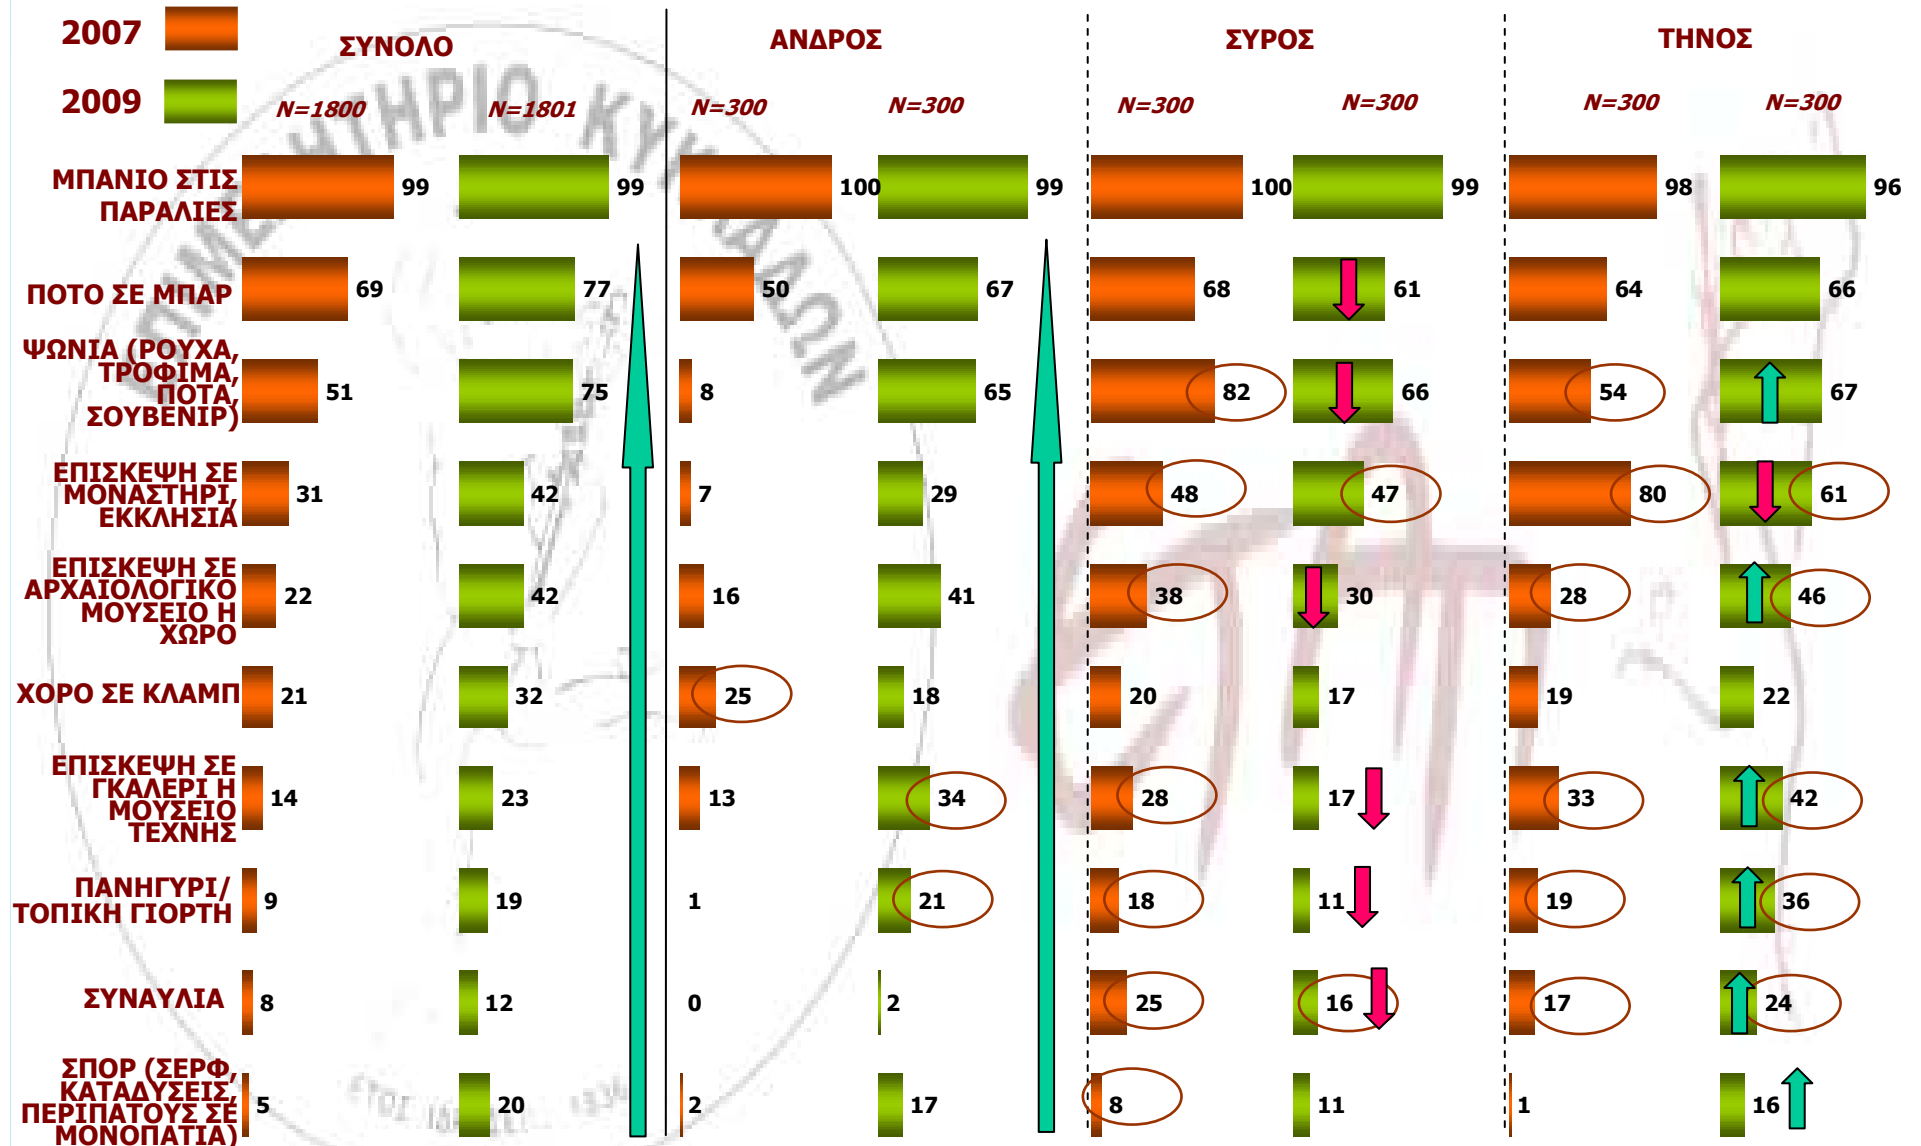 2007
2009
ΣΥΝΟΛΟ
ΑΝΔΡΟΣ
ΣΥΡΟΣ
ΤΗΝΟΣ
N=1800
N=1801
N=300
N=300
N=300
N=300
N=300
N=300
ΜΠΑΝΙΟ ΣΤΙΣ
ΠΑΡΑΛΙΕΣ
99
99
100
99
100
99
98
96
ΠΟΤΟ ΣΕ ΜΠΑΡ
69
77
50
67
68
61
64
66
ΨΩΝΙΑ (ΡΟΥΧΑ,
ΤΡΟΦΙΜΑ,
ΠΟΤΑ,
ΣΟΥΒΕΝΙΡ)
51
75
8
65
82
66
54
67
ΕΠΙΣΚΕΨΗ ΣΕ
ΜΟΝΑΣΤΗΡΙ,
ΕΚΚΛΗΣΙΑ
31
42
7
29
48
47
80
61
ΕΠΙΣΚΕΨΗ ΣΕ
ΑΡΧΑΙΟΛΟΓΙΚΟ
ΜΟΥΣΕΙΟ Η
ΧΩΡΟ
22
42
16
41
38
30
28
46
ΧΟΡΟ ΣΕ ΚΛΑΜΠ
21
32
25
18
20
17
19
22
ΕΠΙΣΚΕΨΗ ΣΕ
ΓΚΑΛΕΡΙ Η
ΜΟΥΣΕΙΟ
ΤΕΧΝΗΣ
14
23
13
34
28
17
33
42
ΠΑΝΗΓΥΡΙ/
ΤΟΠΙΚΗ ΓΙΟΡΤΗ
9
19
1
21
18
11
19
36
ΣΥΝΑΥΛΙΑ
8
12
0
2
25
16
17
24
ΣΠΟΡ (ΣΕΡΦ,
ΚΑΤΑΔΥΣΕΙΣ,
ΠΕΡΙΠΑΤΟΥΣ ΣΕ
ΜΟΝΟΠΑΤΙΑ)
5
20
2
17
8
11
1
16